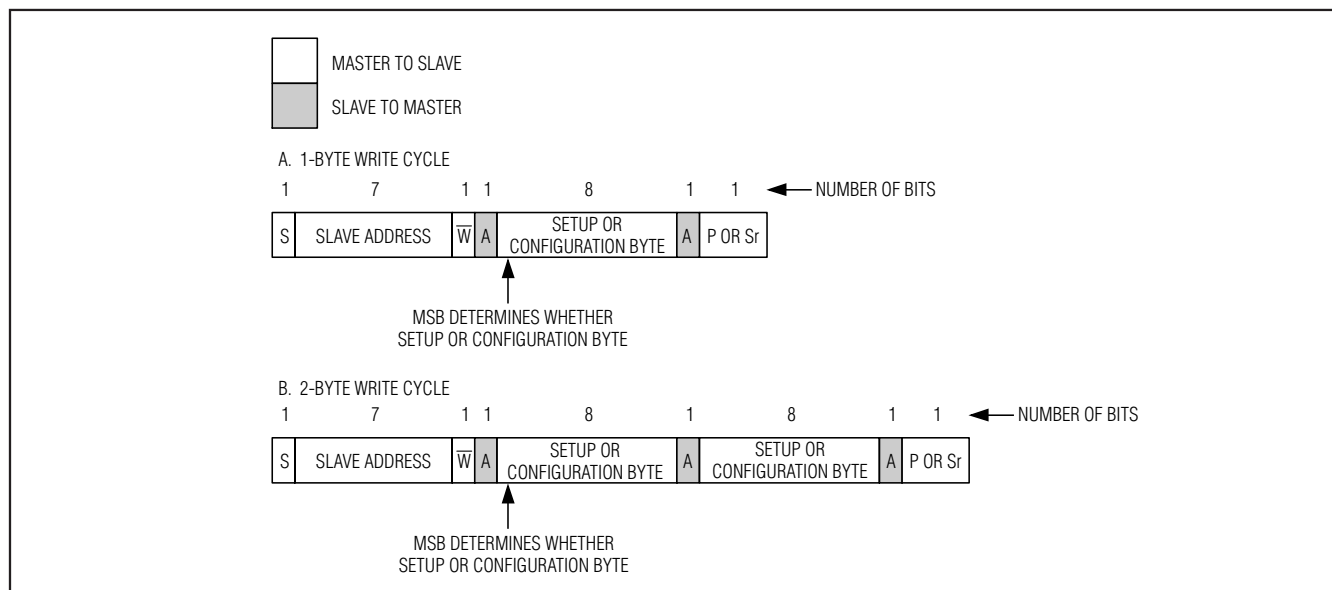 MASTER TO SLAVE
SLAVE TO MASTER
A. 1-BYTE WRITE CYCLE
1 7 1 1 8 1 1 NUMBER OF BITS
S SLAVE ADDRESS W̅ A SETUP OR CONFIGURATION BYTE A P OR Sr
MSB DETERMINES WHETHER
SETUP OR CONFIGURATION BYTE
B. 2-BYTE WRITE CYCLE
1 7 1 1 8 1 8 1 1 NUMBER OF BITS
S SLAVE ADDRESS W̅ A SETUP OR CONFIGURATION BYTE A SETUP OR CONFIGURATION BYTE A P OR Sr
MSB DETERMINES WHETHER
SETUP OR CONFIGURATION BYTE